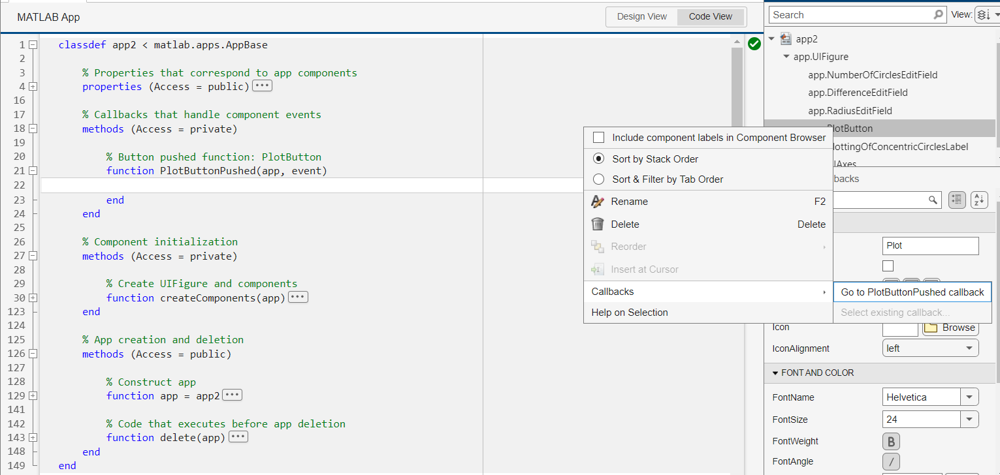 MATLAB App
Design View
Code View
1 classdef app2 < matlab.apps.AppBase
2
3 % Properties that correspond to app components
4 properties (Access = public)
16
17 % Callbacks that handle component events
18 methods (Access = private)
19
20 % Button pushed function: PlotButton
21 function PlotButtonPushed(app, event)
22
23 end
24 end
25
26 % Component initialization
27 methods (Access = private)
28
29 % Create UIFigure and components
30 function createComponents(app)
123 end
124
125 % App creation and deletion
126 methods (Access = public)
127
128 % Construct app
129 function app = app2
141
142 % Code that executes before app deletion
143 function delete(app)
148 end
149 end
Search
View:
app2
app.UIFigure
app.NumberOfCirclesEditField
app.DifferenceEditField
app.RadiusEditField
PlotButton
lottingOfConcentricCirclesLabel
IAxes
backs
Include component labels in Component Browser
Sort by Stack Order
Sort & Filter by Tab Order
Rename F2
Delete Delete
Reorder
Insert at Cursor
Callbacks
Help on Selection
Go to PlotButtonPushed callback
Select existing callback...
Plot
Icon
Browse
IconAlignment
left
FONT AND COLOR
FontName
Helvetica
FontSize
24
FontWeight
B
FontAngle
/